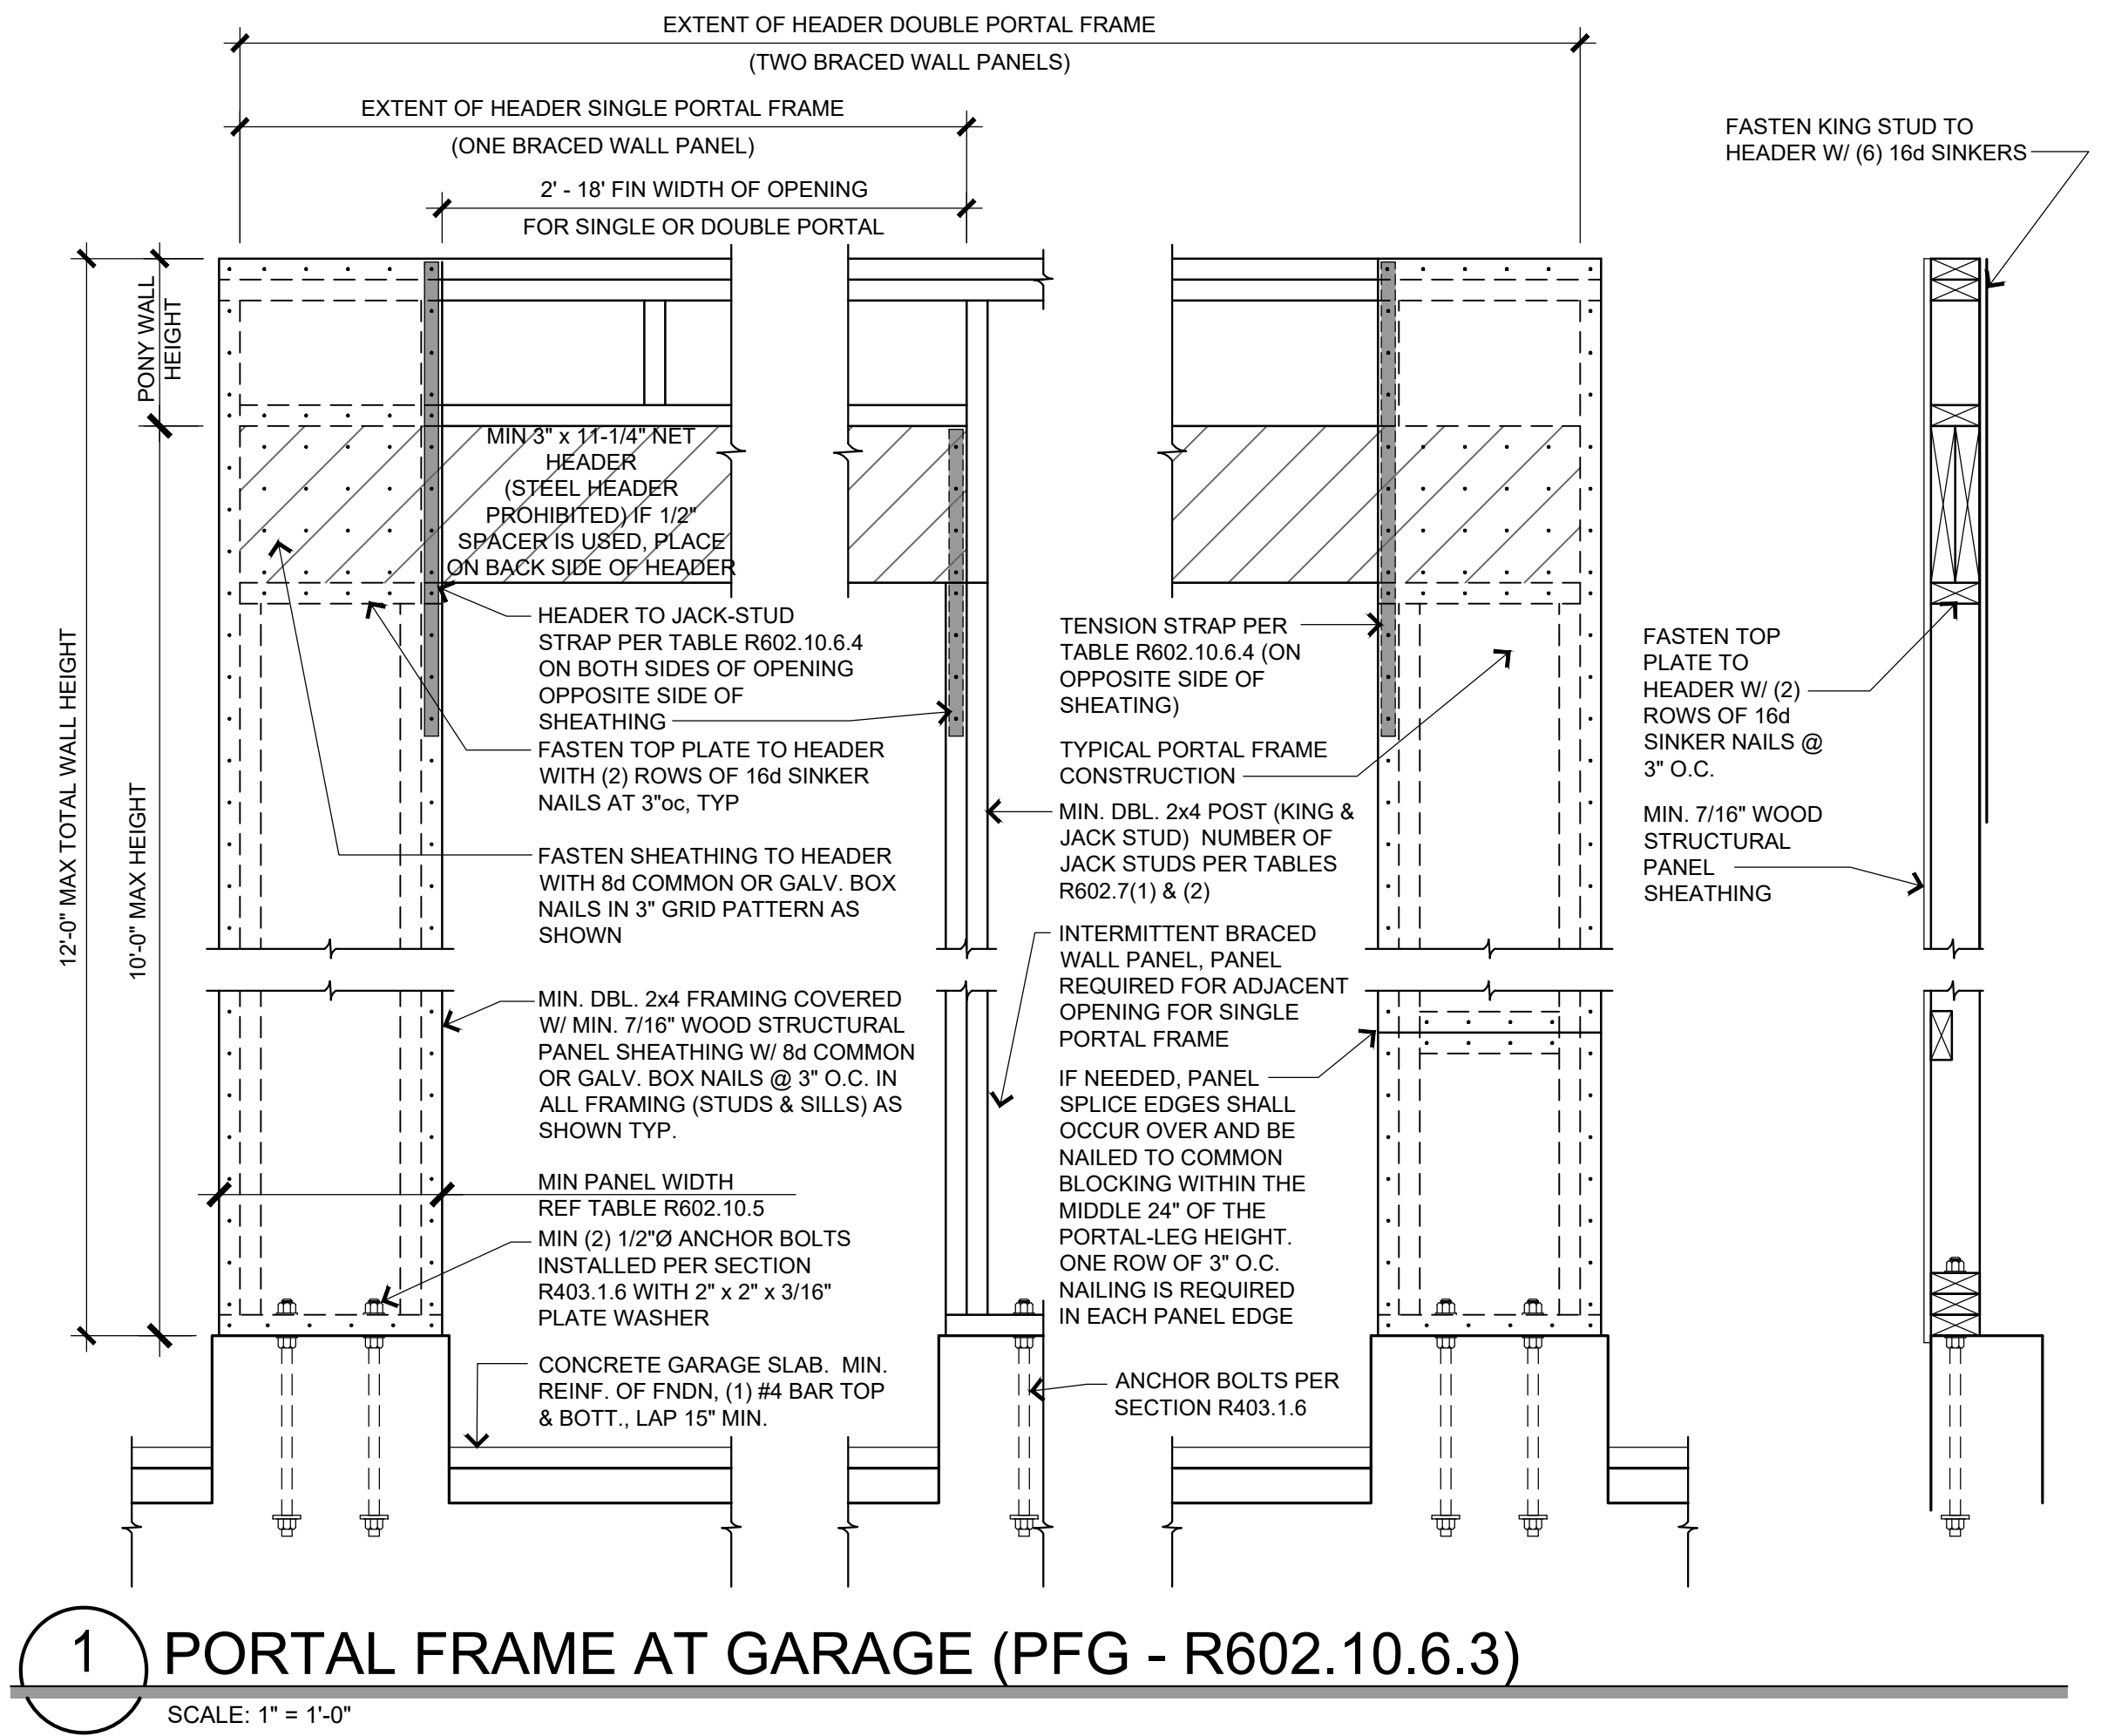 EXTENT OF HEADER DOUBLE PORTAL FRAME
(TWO BRACED WALL PANELS)
EXTENT OF HEADER SINGLE PORTAL FRAME
(ONE BRACED WALL PANEL)
2' - 18' FIN WIDTH OF OPENING
FOR SINGLE OR DOUBLE PORTAL
FASTEN KING STUD TO
HEADER W/ (6) 16d SINKERS
PONY WALL
HEIGHT
12'-0" MAX TOTAL WALL HEIGHT
10'-0" MAX HEIGHT
MIN 3" x 11-1/4" NET
HEADER
(STEEL HEADER
PROHIBITED) IF 1/2"
SPACER IS USED, PLACE
ON BACK SIDE OF HEADER
HEADER TO JACK-STUD
STRAP PER TABLE R602.10.6.4
ON BOTH SIDES OF OPENING
OPPOSITE SIDE OF
SHEATHING
FASTEN TOP PLATE TO HEADER
WITH (2) ROWS OF 16d SINKER
NAILS AT 3"oc, TYP
FASTEN SHEATHING TO HEADER
WITH 8d COMMON OR GALV. BOX
NAILS IN 3" GRID PATTERN AS
SHOWN
MIN. DBL. 2x4 FRAMING COVERED
W/ MIN. 7/16" WOOD STRUCTURAL
PANEL SHEATHING W/ 8d COMMON
OR GALV. BOX NAILS @ 3" O.C. IN
ALL FRAMING (STUDS & SILLS) AS
SHOWN TYP.
MIN PANEL WIDTH
REF TABLE R602.10.5
MIN (2) 1/2"Ø ANCHOR BOLTS
INSTALLED PER SECTION
R403.1.6 WITH 2" x 2" x 3/16"
PLATE WASHER
CONCRETE GARAGE SLAB.  MIN.
REINF. OF FNDN, (1) #4 BAR TOP
& BOTT., LAP 15" MIN.
TENSION STRAP PER
TABLE R602.10.6.4 (ON
OPPOSITE SIDE OF
SHEATING)
TYPICAL PORTAL FRAME
CONSTRUCTION
MIN. DBL. 2x4 POST (KING &
JACK STUD)  NUMBER OF
JACK STUDS PER TABLES
R602.7(1) & (2)
INTERMITTENT BRACED
WALL PANEL, PANEL
REQUIRED FOR ADJACENT
OPENING FOR SINGLE
PORTAL FRAME
IF NEEDED, PANEL
SPLICE EDGES SHALL
OCCUR OVER AND BE
NAILED TO COMMON
BLOCKING WITHIN THE
MIDDLE 24" OF THE
PORTAL-LEG HEIGHT.
ONE ROW OF 3" O.C.
NAILING IS REQUIRED
IN EACH PANEL EDGE
ANCHOR BOLTS PER
SECTION R403.1.6
FASTEN TOP
PLATE TO
HEADER W/ (2)
ROWS OF 16d
SINKER NAILS @
3" O.C.
MIN. 7/16" WOOD
STRUCTURAL
PANEL
SHEATHING
1
PORTAL FRAME AT GARAGE (PFG - R602.10.6.3)
SCALE: 1" = 1'-0"